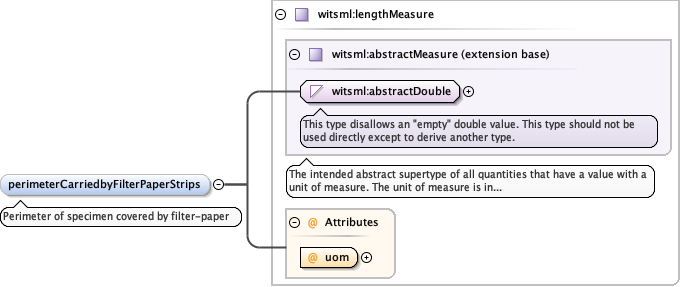 witsml:lengthMeasure
witsml:abstractMeasure (extension base)
witsml:abstractDouble
This type disallows an "empty" double value. This type should not be
used directly except to derive another type.
perimeterCarriedbyFilterPaperStrips
Perimeter of specimen covered by filter-paper
The intended abstract supertype of all quantities that have a value with a
unit of measure. The unit of measure is in...
@ Attributes
@ uom